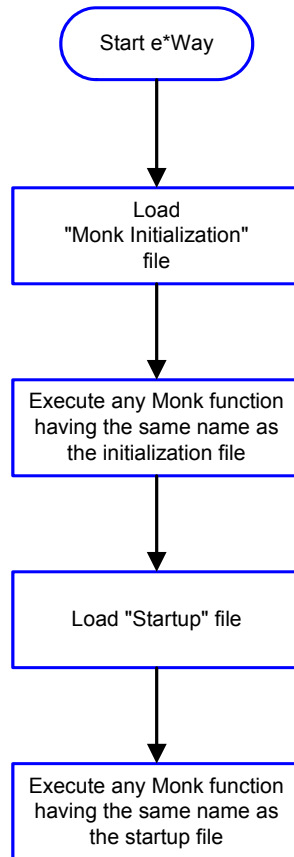 Start e*Way
Load
"Monk Initialization"
file
Execute any Monk function
having the same name as
the initialization file
Load "Startup" file
Execute any Monk function
having the same name as
the startup file